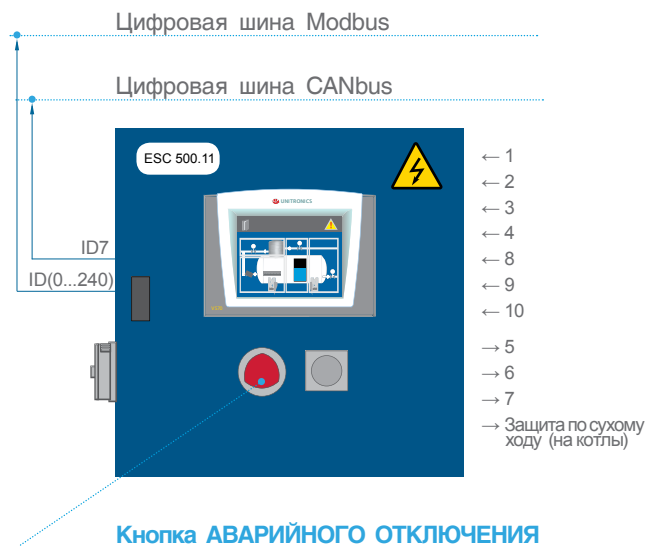 Цифровая шина Modbus
Цифровая шина CANbus
ESC 500.11
UNITRONICS
ID7
ID(0...240)
← 1
← 2
← 3
← 4
← 8
← 9
← 10
→ 5
→ 6
→ 7
→ Защита по сухому
ходу (на котлы)
Кнопка АВАРИЙНОГО ОТКЛЮЧЕНИЯ